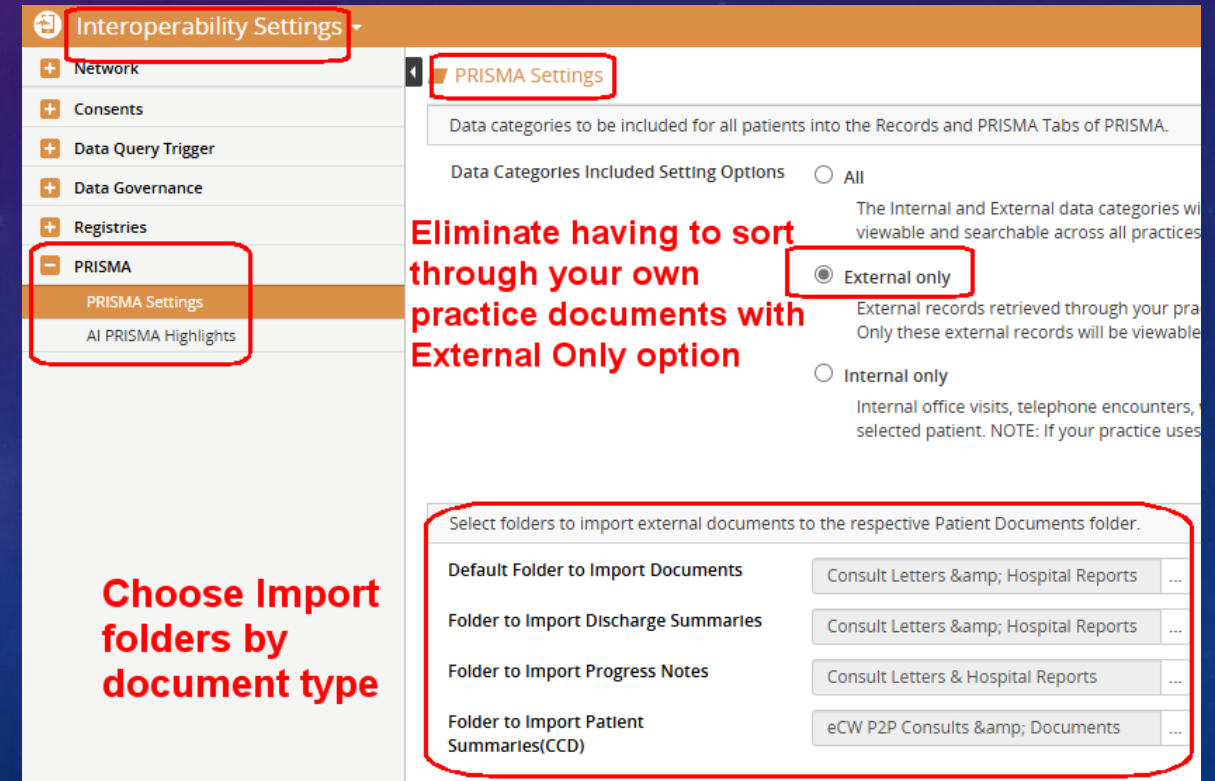 Interoperability Settings
Network
Consents
Data Query Trigger
Data Governance
Registries
PRISMA
PRISMA Settings
AI PRISMA Highlights
PRISMA Settings
Data categories to be included for all patients into the Records and PRISMA Tabs of PRISMA.
Data Categories Included Setting Options
All
The Internal and External data categories wi
viewable and searchable across all practices
External only
External records retrieved through your pra
Only these external records will be viewable
Internal only
Internal office visits, telephone encounters,
selected patient. NOTE: If your practice uses
Eliminate having to sort
through your own
practice documents with
External Only option
Select folders to import external documents to the respective Patient Documents folder.
Default Folder to Import Documents
Consult Letters &amp; Hospital Reports ...
Folder to Import Discharge Summaries
Consult Letters &amp; Hospital Reports ...
Folder to Import Progress Notes
Consult Letters & Hospital Reports ...
Folder to Import Patient
Summaries(CCD)
eCW P2P Consults &amp; Documents ...
Choose Import
folders by
document type